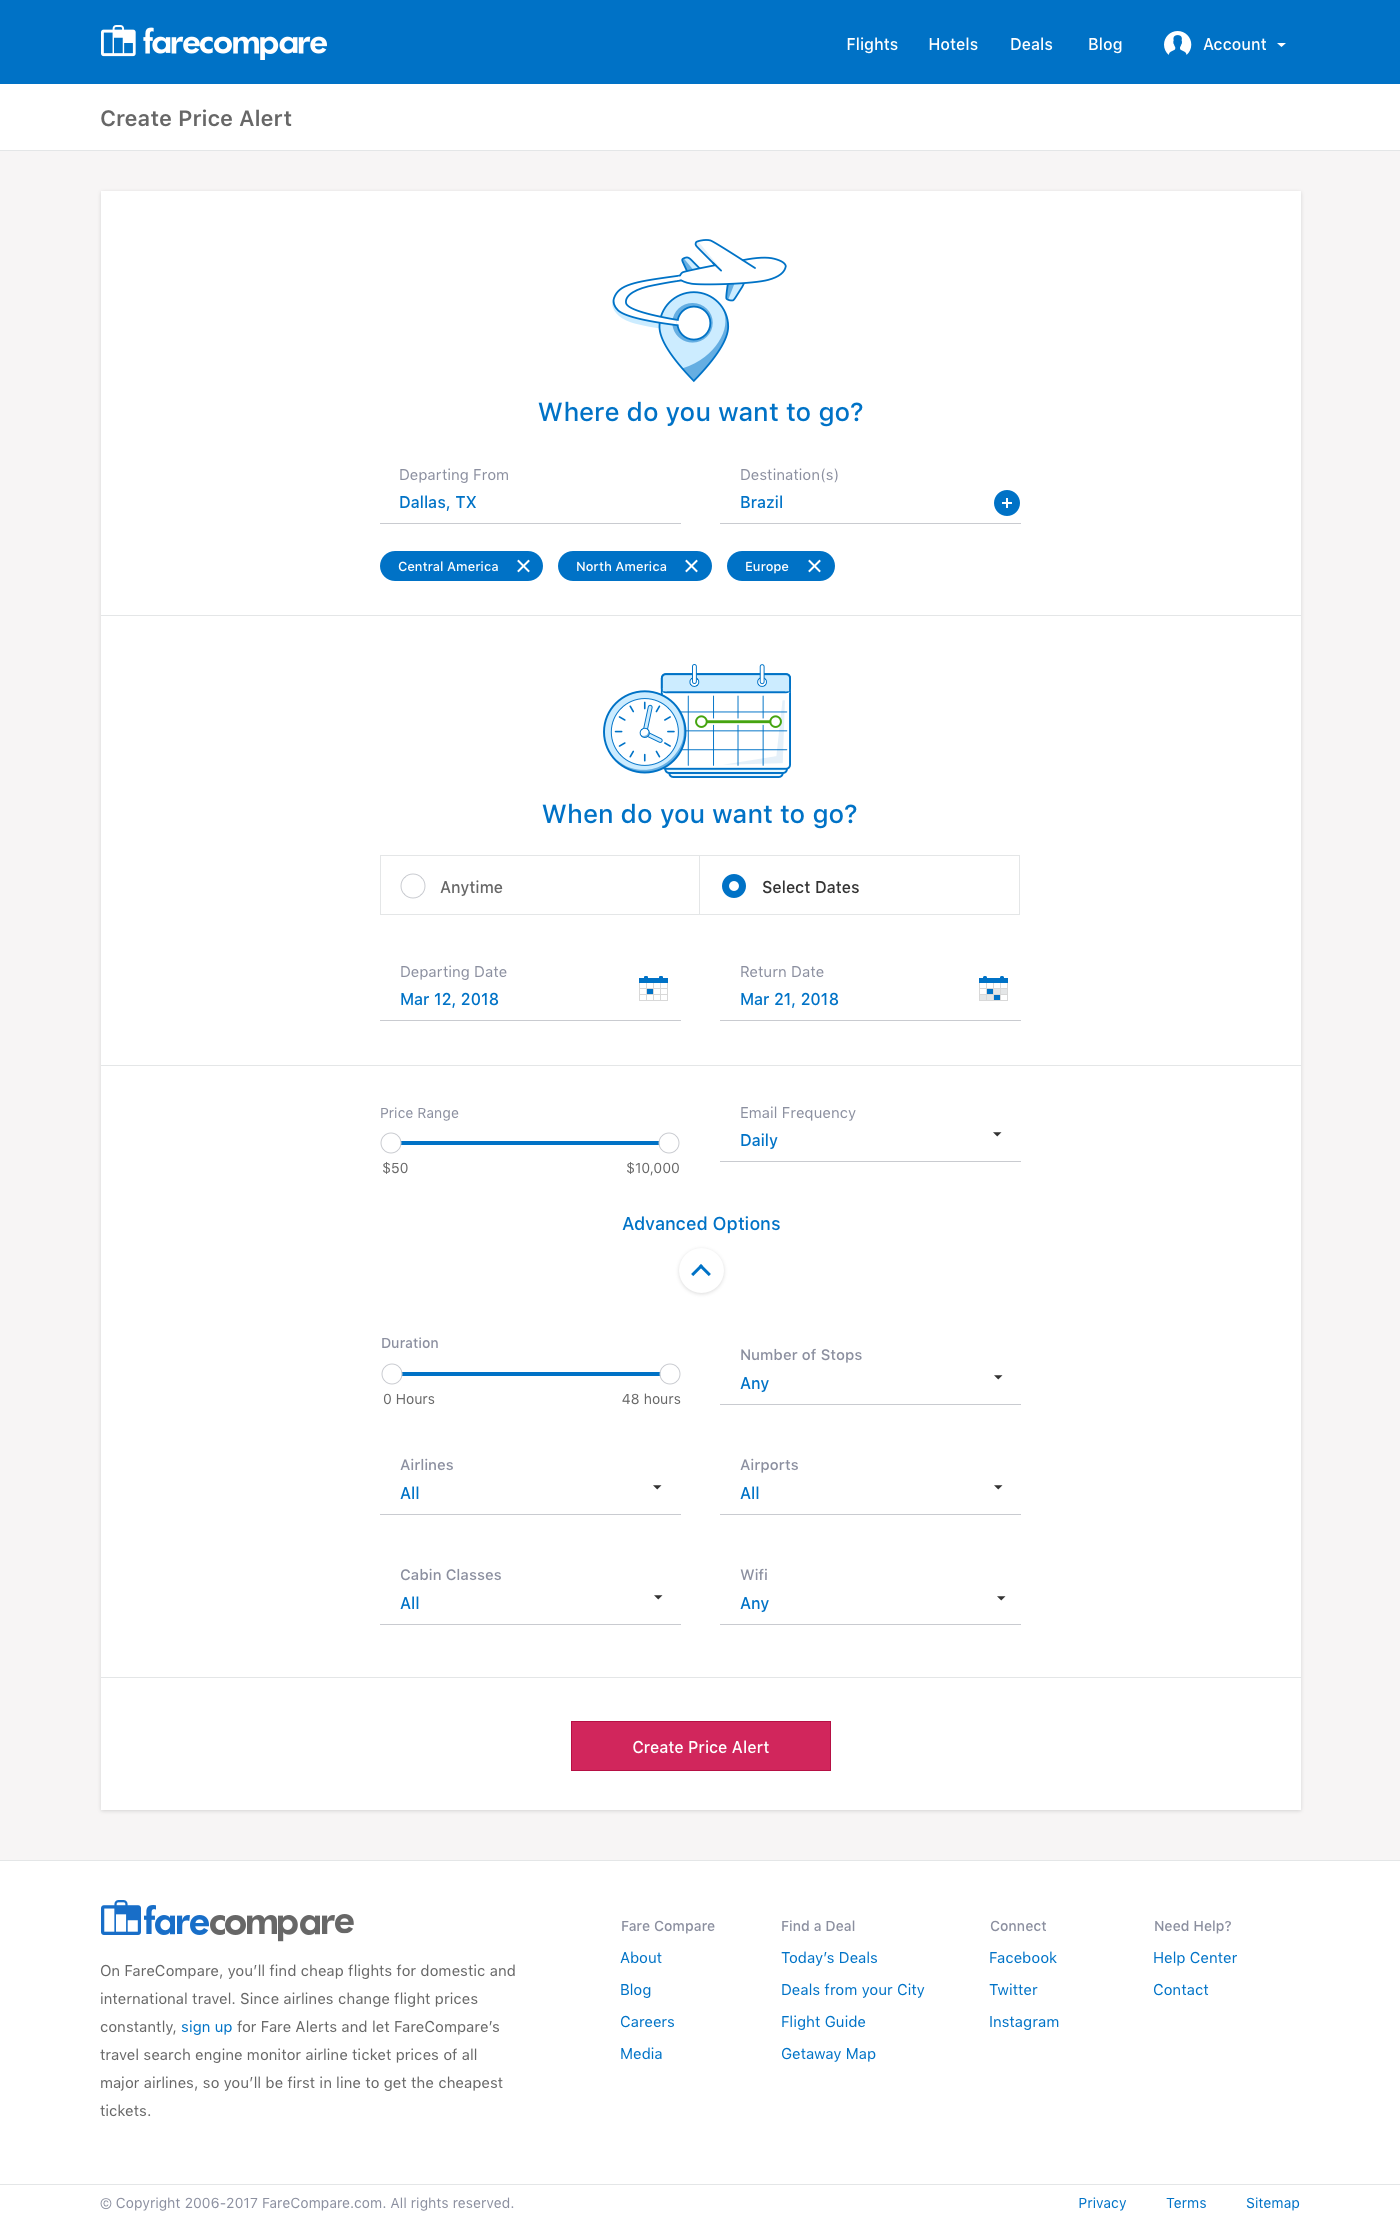 farecompare
Flights
Hotels
Deals
Blog
Account
Create Price Alert
Where do you want to go?
Departing From
Dallas, TX
Destination(s)
Brazil
Central America
North America
Europe
When do you want to go?
Anytime
Select Dates
Departing Date
Mar 12, 2018
Return Date
Mar 21, 2018
Price Range
$50
$10,000
Email Frequency
Daily
Advanced Options
Duration
0 Hours
48 hours
Number of Stops
Any
Airlines
All
Airports
All
Cabin Classes
All
Wifi
Any
Create Price Alert
farecompare
On FareCompare, you’ll find cheap flights for domestic and
international travel. Since airlines change flight prices
constantly, sign up for Fare Alerts and let FareCompare’s
travel search engine monitor airline ticket prices of all
major airlines, so you’ll be first in line to get the cheapest
tickets.
Fare Compare
About
Blog
Careers
Media
Find a Deal
Today’s Deals
Deals from your City
Flight Guide
Getaway Map
Connect
Facebook
Twitter
Instagram
Need Help?
Help Center
Contact
© Copyright 2006-2017 FareCompare.com. All rights reserved.
Privacy
Terms
Sitemap